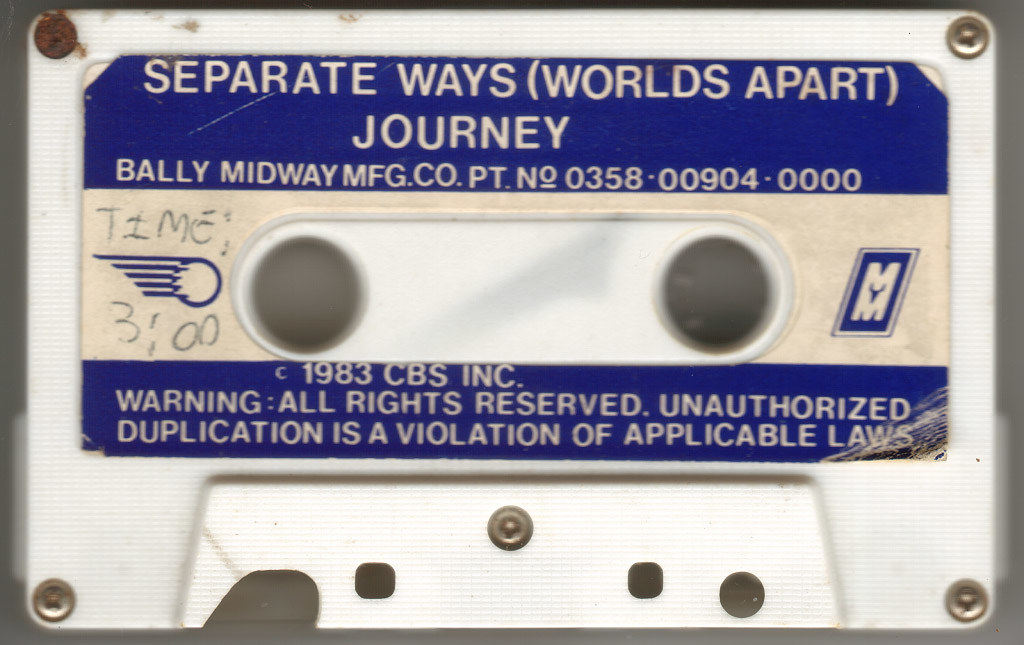 SEPARATE WAYS (WORLDS APART)
JOURNEY
BALLY MIDWAY MFG.CO. PT. Nº 0358·00904·0000
TIME:
3:00
M
Y
M
c 1983 CBS INC.
WARNING: ALL RIGHTS RESERVED. UNAUTHORIZED
DUPLICATION IS A VIOLATION OF APPLICABLE LAWS